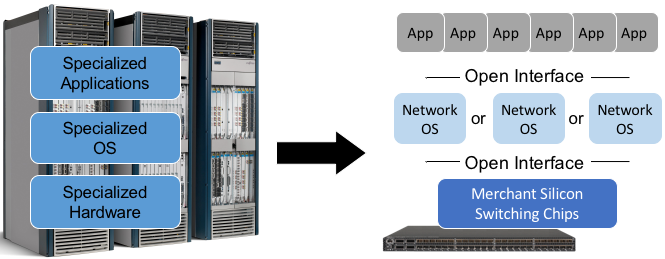 Specialized
Applications
Specialized
OS
Specialized
Hardware
App App App App App App
Open Interface
Network
OS
or
Network
OS
or
Network
OS
Open Interface
Merchant Silicon
Switching Chips